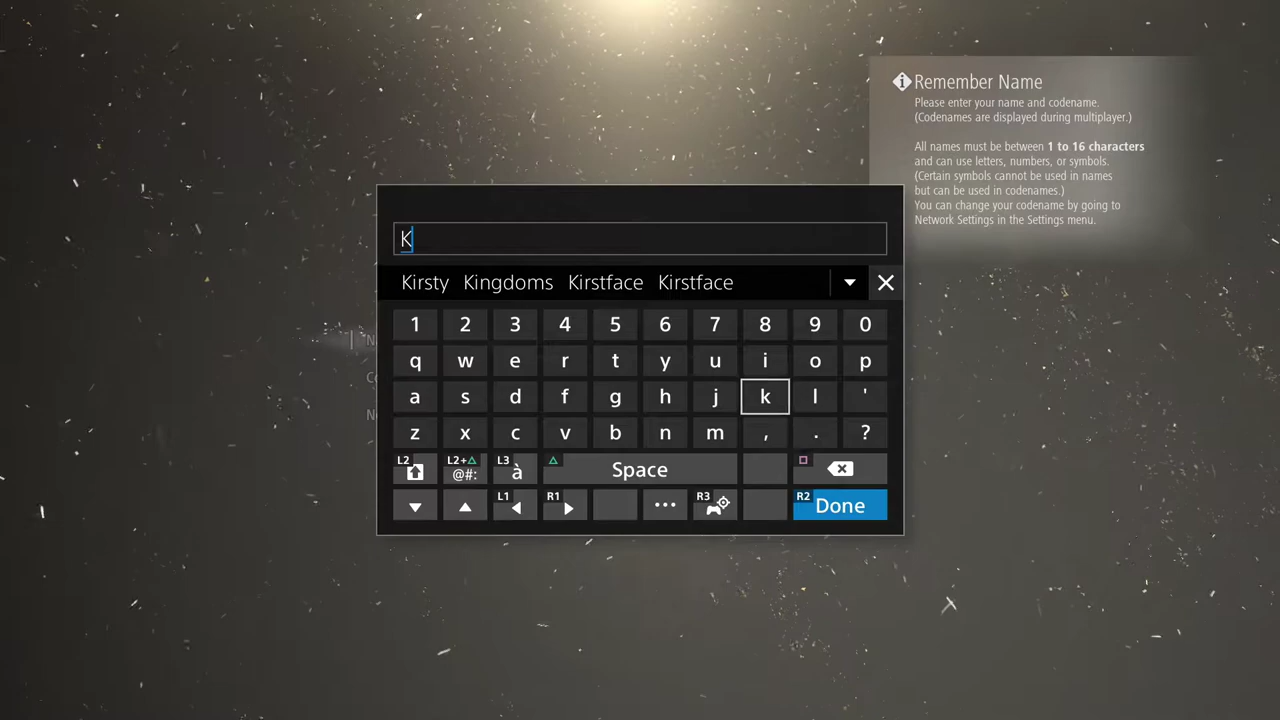 Remember Name
Please enter your name and codename.
(Codenames are displayed during multiplayer.)
All names must be between 1 to 16 characters
and can use letters, numbers, or symbols.
(Certain symbols cannot be used in names
but can be used in codenames.)
You can change your codename by going to
Network Settings in the Settings menu.
K
Kirsty Kingdoms Kirstface Kirstface
1 2 3 4 5 6 7 8 9 0
q w e r t y u i o p
a s d f g h j k l '
z x c v b n m , . ?
L2 L2+△ @#: L3 à △ Space
L1 R1 ... R3 R2 Done